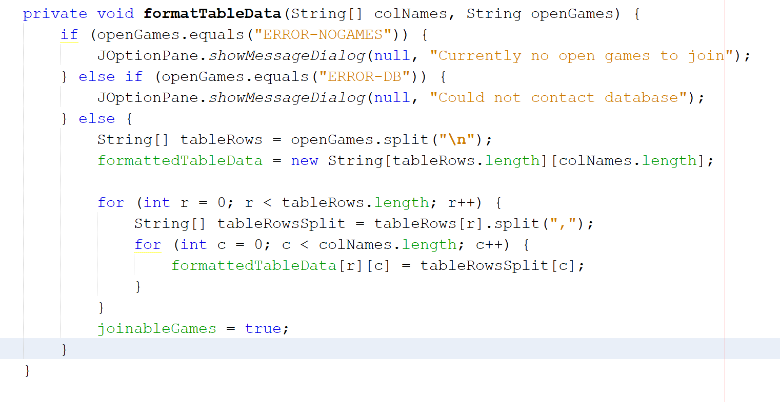 private void formatTableData(String[] colNames, String openGames) {
    if (openGames.equals("ERROR-NOGAMES")) {
        JOptionPane.showMessageDialog(null, "Currently no open games to join");
    } else if (openGames.equals("ERROR-DB")) {
        JOptionPane.showMessageDialog(null, "Could not contact database");
    } else {
        String[] tableRows = openGames.split("\n");
        formattedTableData = new String[tableRows.length][colNames.length];
        for (int r = 0; r < tableRows.length; r++) {
            String[] tableRowsSplit = tableRows[r].split(",");
            for (int c = 0; c < colNames.length; c++) {
                formattedTableData[r][c] = tableRowsSplit[c];
            }
        }
        joinableGames = true;
    }
}